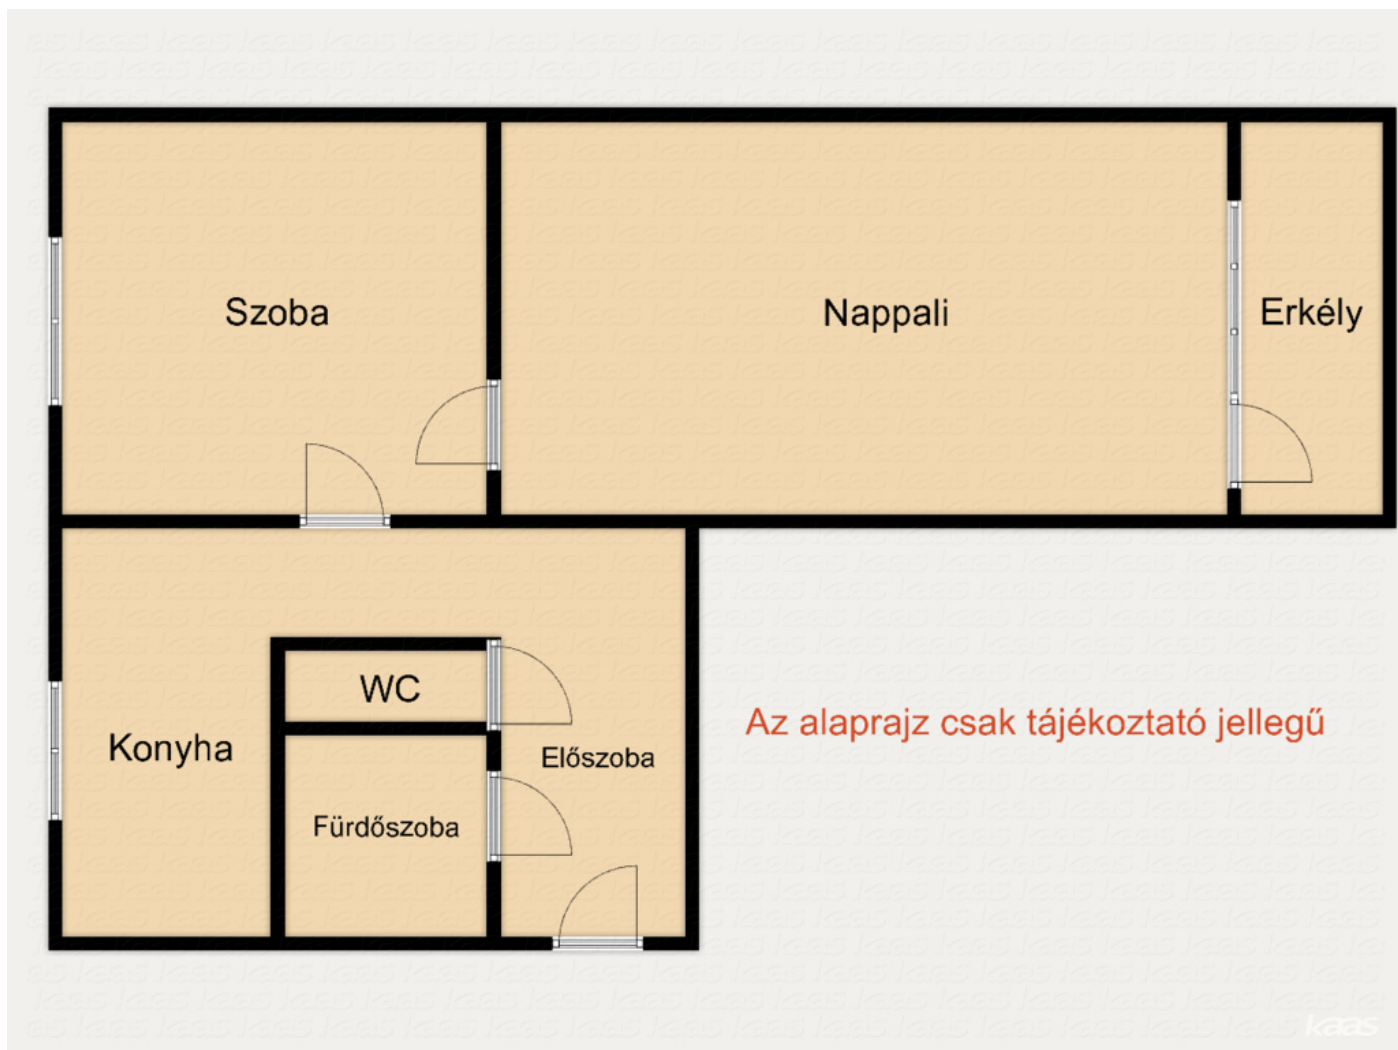 Szoba
Nappali
Erkély
WC
Konyha
Előszoba
Fürdőszoba
Az alaprajz csak tájékoztató jellegű
kaas